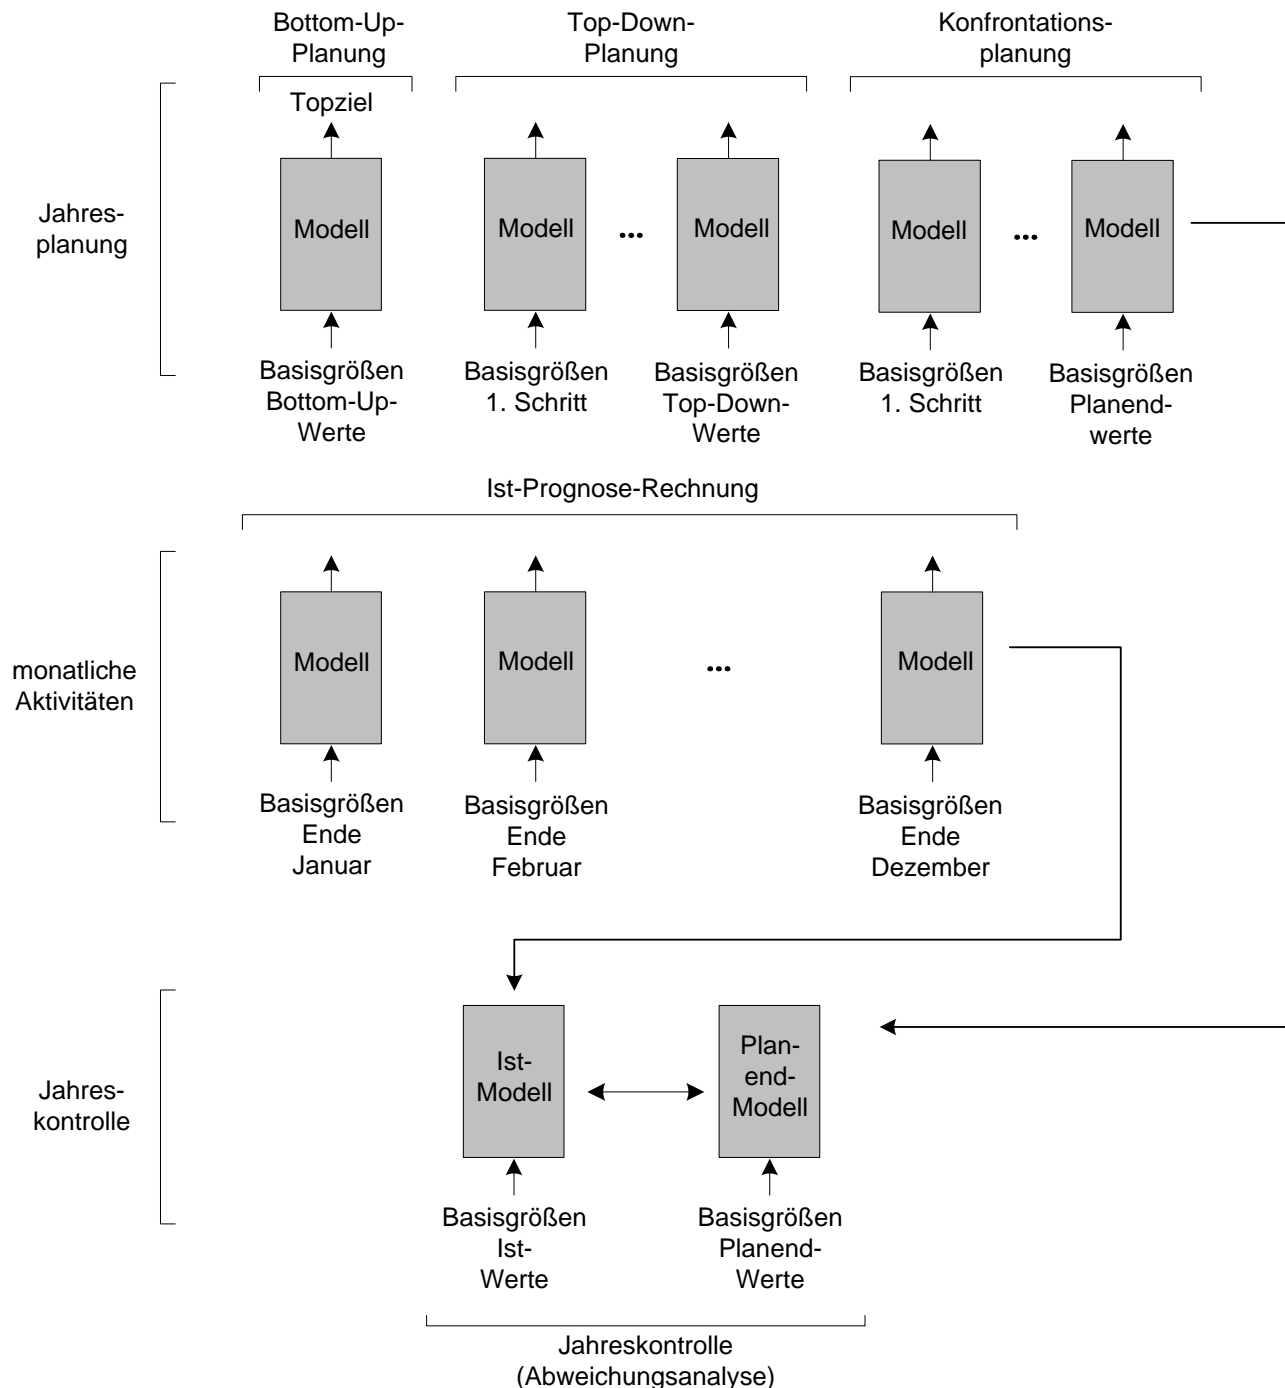 Bottom-Up-
Planung
Top-Down-
Planung
Konfrontations-
planung
Topziel
Jahres-
planung
Modell
Modell
...
Modell
Modell
...
Modell
Basisgrößen
Bottom-Up-
Werte
Basisgrößen
1. Schritt
Basisgrößen
Top-Down-
Werte
Basisgrößen
1. Schritt
Basisgrößen
Planend-
werte
Ist-Prognose-Rechnung
monatliche
Aktivitäten
Modell
Modell
...
Modell
Basisgrößen
Ende
Januar
Basisgrößen
Ende
Februar
Basisgrößen
Ende
Dezember
Jahres-
kontrolle
Ist-
Modell
Plan-
end-
Modell
Basisgrößen
Ist-
Werte
Basisgrößen
Planend-
Werte
Jahreskontrolle
(Abweichungsanalyse)